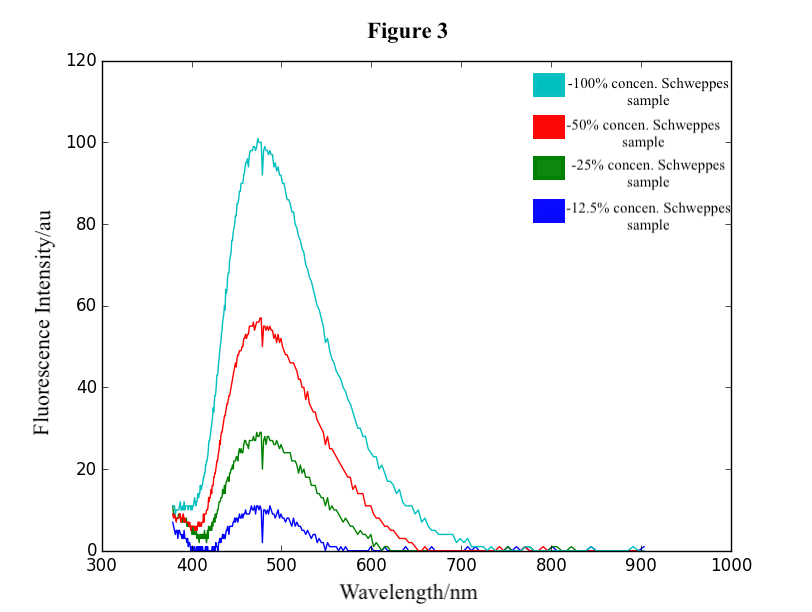 Figure 3
120
100
80
60
40
20
0
300
400
500
600
700
800
900
1000
Fluorescence Intensity/au
Wavelength/nm
-100% concen. Schweppes
sample
-50% concen. Schweppes
sample
-25% concen. Schweppes
sample
-12.5% concen. Schweppes
sample